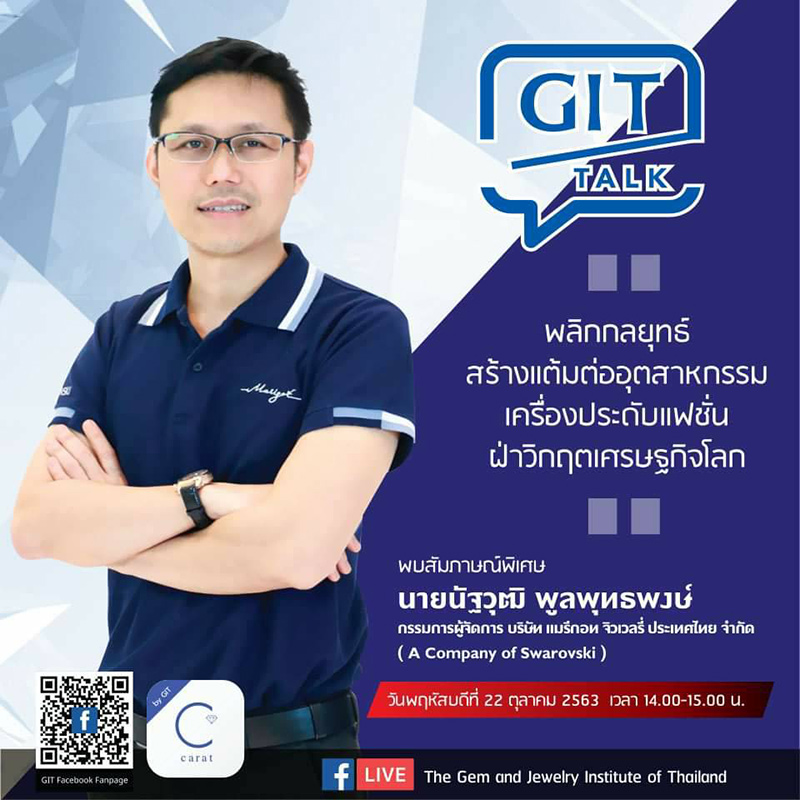 GIT
TALK
พลิกกลยุทธ์
สร้างแต้มต่ออุตสาหกรรม
เครื่องประดับแฟชั่น
ฝ่าวิกฤตเศรษฐกิจโลก
Marigot
พบสัมภาษณ์พิเศษ
นายนัฐวุฒิ พูลพุทธพงษ์
กรรมการผู้จัดการ บริษัท แมรีกอท จิวเวลรี่ ประเทศไทย จำกัด
( A Company of Swarovski )
วันพฤหัสบดีที่ 22 ตุลาคม 2563 เวลา 14.00-15.00 น.
by GIT
C
carat
GIT Facebook Fanpage
f LIVE The Gem and Jewelry Institute of Thailand